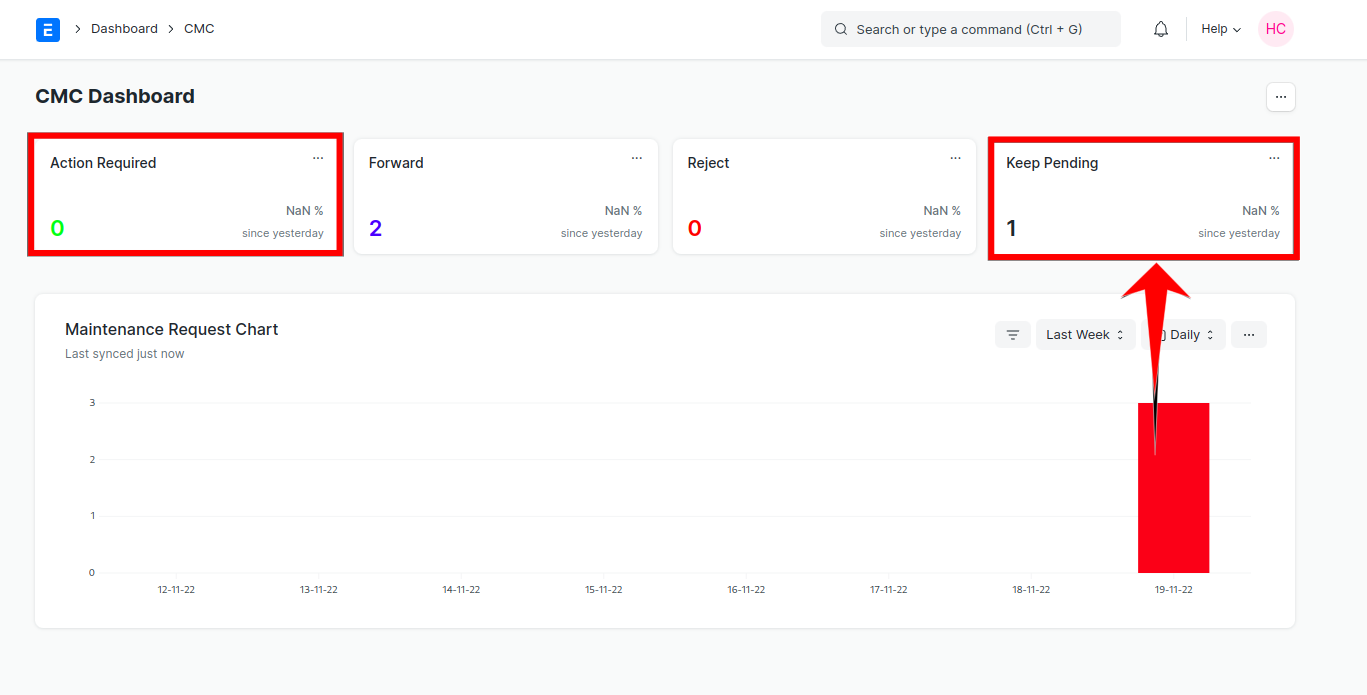 E Dashboard CMC Search or type a command (Ctrl + G) Help HC
CMC Dashboard ...
Action Required ...
NaN %
0 since yesterday
Forward ...
NaN %
2 since yesterday
Reject ...
NaN %
0 since yesterday
Keep Pending ...
NaN %
1 since yesterday
Maintenance Request Chart
Last synced just now
Last Week Daily ...
3
2
1
0
12-11-22 13-11-22 14-11-22 15-11-22 16-11-22 17-11-22 18-11-22 19-11-22